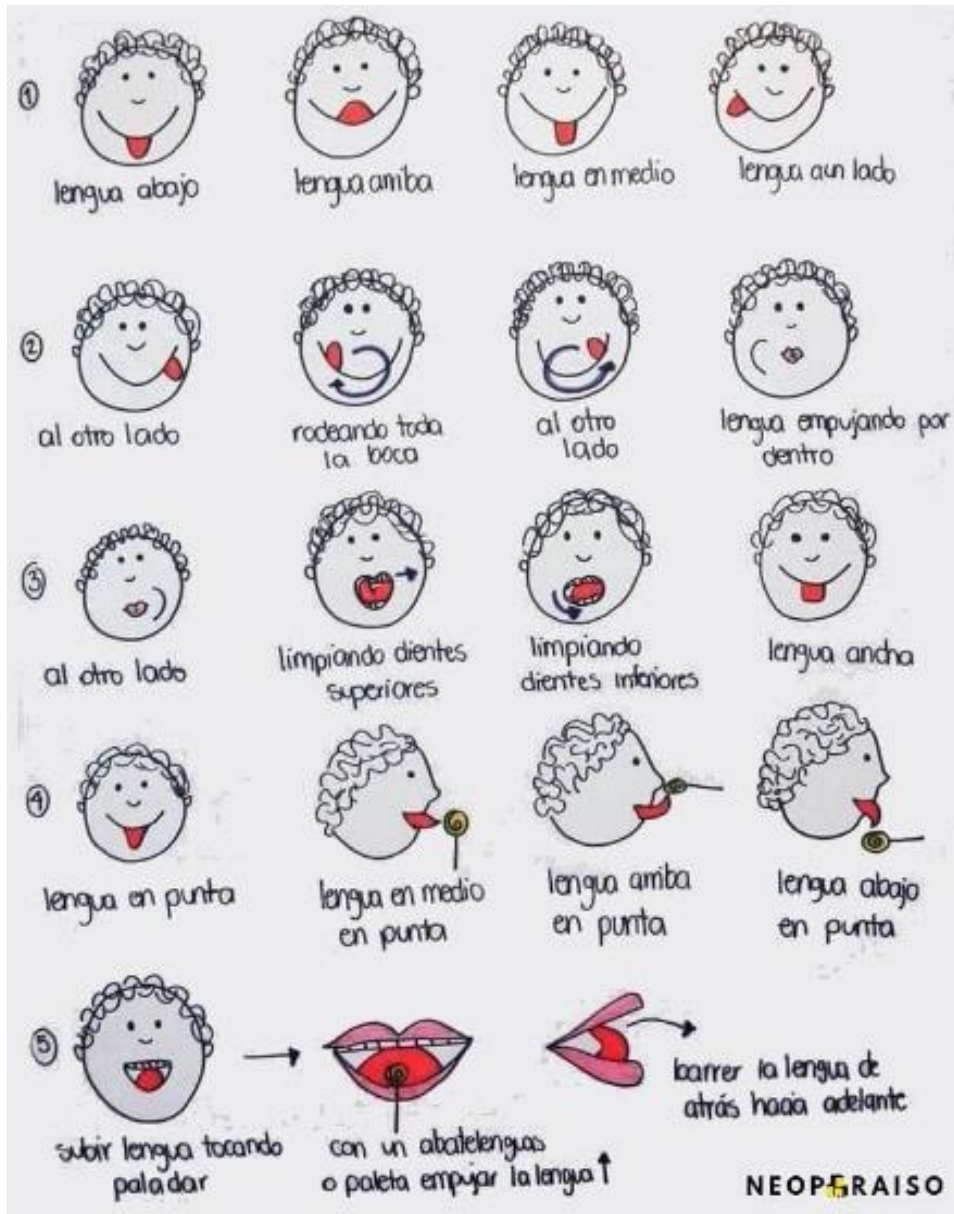 ①
lengua abajo
lengua arriba
lengua en medio
lengua a un lado
②
al otro lado
rodeando toda
la boca
al otro
lado
lengua empujando por
dentro
③
al otro lado
limpiando dientes
superiores
limpiando
dientes inferiores
lengua ancha
④
lengua en punta
lengua en medio
en punta
lengua arriba
en punta
lengua abajo
en punta
⑤
subir lengua tocando
paladar
con un abatelenguas
o paleta empujar la lengua ↑
barrer la lengua de
atrás hacia adelante
NEOPARAISO